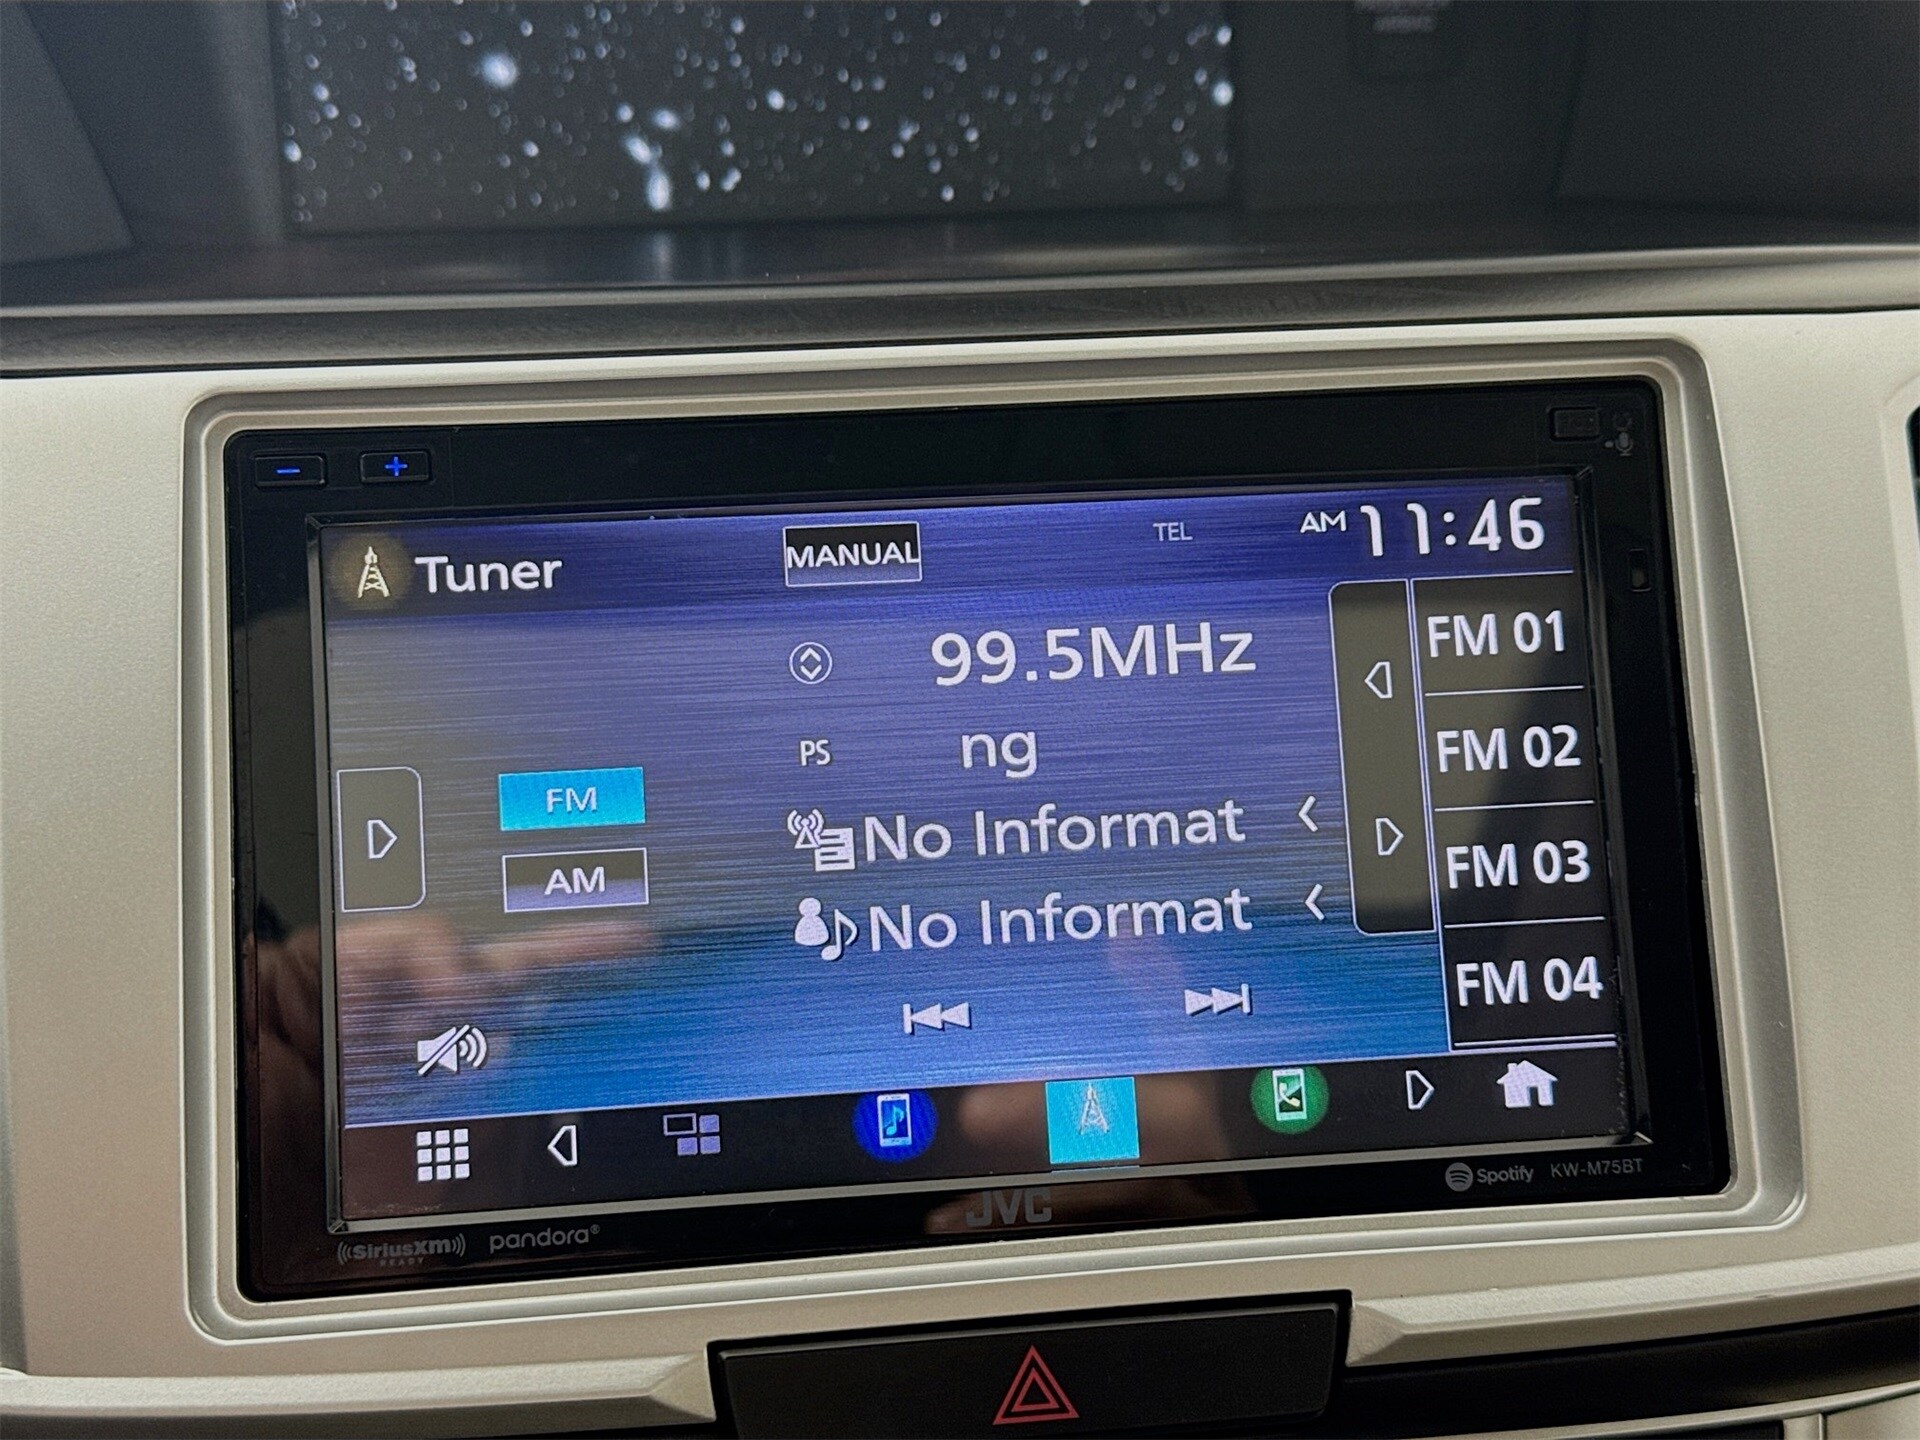 Tuner
MANUAL
TEL
AM 11:46
99.5MHz
PS ng
FM
AM
No Informat
No Informat
FM 01
FM 02
FM 03
FM 04
JVC
Spotify KW-M75BT
SiriusXM
READY
pandora®